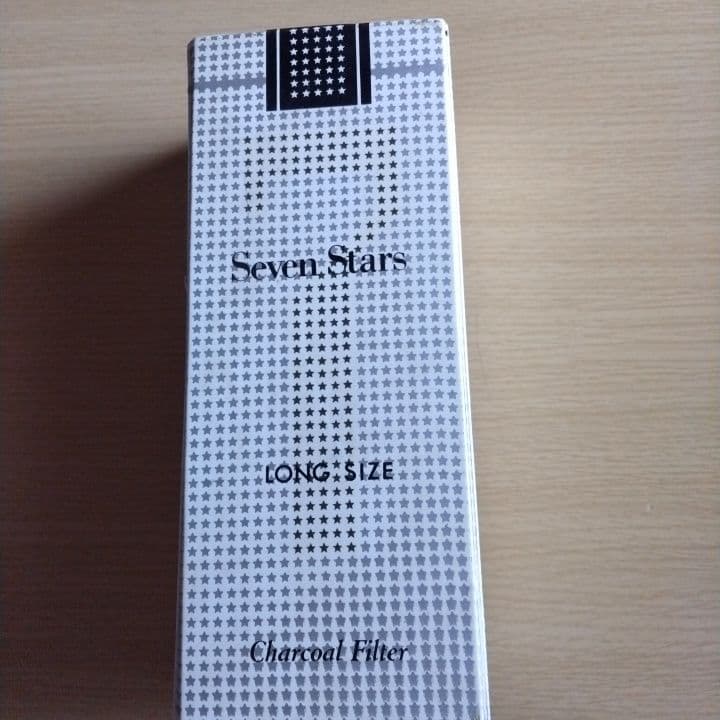 Seven Stars
LONG SIZE
Charcoal Filter